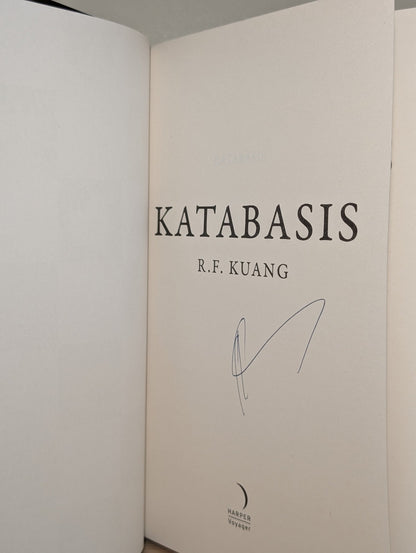 KATABASIS
R.F. KUANG
HARPER
Voyager